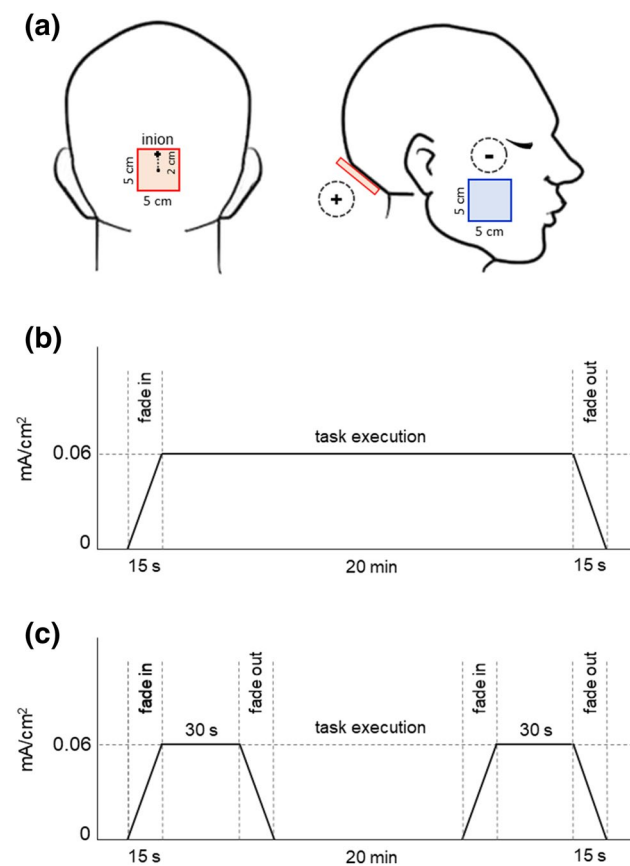 (a)
inion
5 cm
2 cm
5 cm
+
-
5 cm
5 cm
(b)
mA/cm²
fade in
fade out
task execution
0.06
0
15 s
20 min
15 s
(c)
mA/cm²
fade in
fade out
fade in
fade out
30 s
task execution
30 s
0.06
0
15 s
20 min
15 s